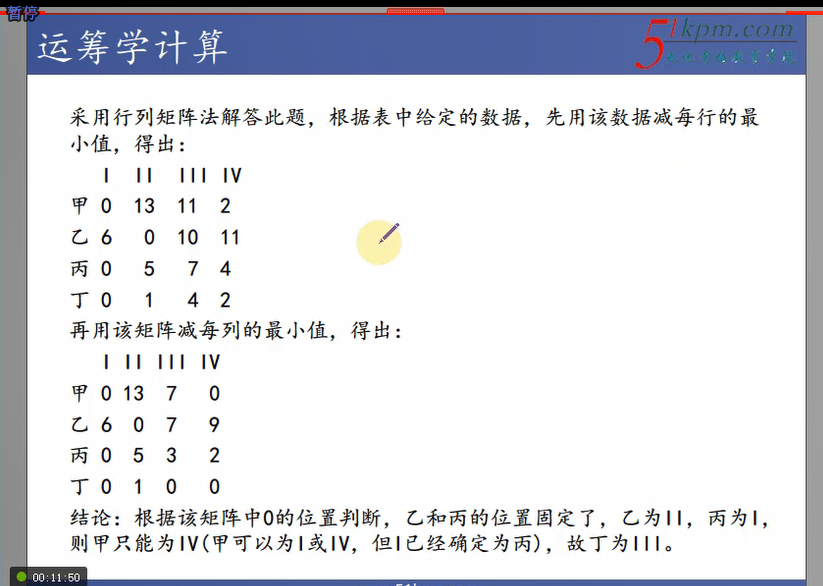 暂停
运筹学计算
51kpm.com
采用行列矩阵法解答此题，根据表中给定的数据，先用该数据减每行的最
小值，得出：
I II III IV
甲 0 13 11 2
乙 6 0 10 11
丙 0 5 7 4
丁 0 1 4 2
再用该矩阵减每列的最小值，得出：
I II III IV
甲 0 13 7 0
乙 6 0 7 9
丙 0 5 3 2
丁 0 1 0 0
结论：根据该矩阵中0的位置判断，乙和丙的位置固定了，乙为II，丙为I，
则甲只能为IV(甲可以为I或IV，但I已经确定为丙)，故丁为III。
00:11:50